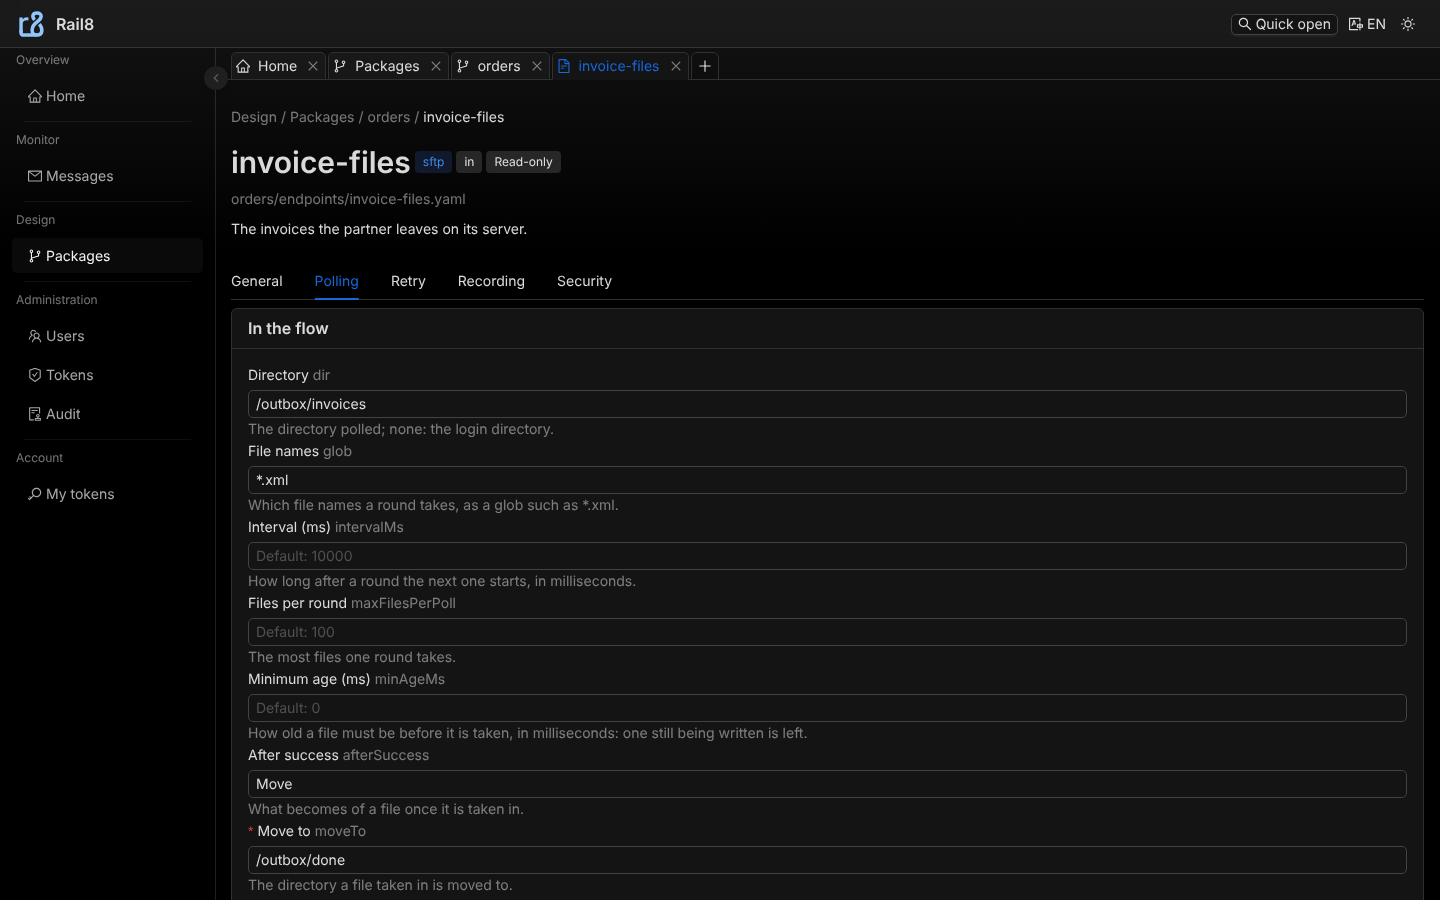 Rail8
Quick open
EN
Overview
Home
Monitor
Messages
Design
Packages
Administration
Users
Tokens
Audit
Account
My tokens
Home
Packages
orders
invoice-files
Design / Packages / orders / invoice-files
invoice-files sftp in Read-only
orders/endpoints/invoice-files.yaml
The invoices the partner leaves on its server.
General Polling Retry Recording Security
In the flow
Directory dir
/outbox/invoices
The directory polled; none: the login directory.
File names glob
*.xml
Which file names a round takes, as a glob such as *.xml.
Interval (ms) intervalMs
Default: 10000
How long after a round the next one starts, in milliseconds.
Files per round maxFilesPerPoll
Default: 100
The most files one round takes.
Minimum age (ms) minAgeMs
Default: 0
How old a file must be before it is taken, in milliseconds: one still being written is left.
After success afterSuccess
Move
What becomes of a file once it is taken in.
* Move to moveTo
/outbox/done
The directory a file taken in is moved to.